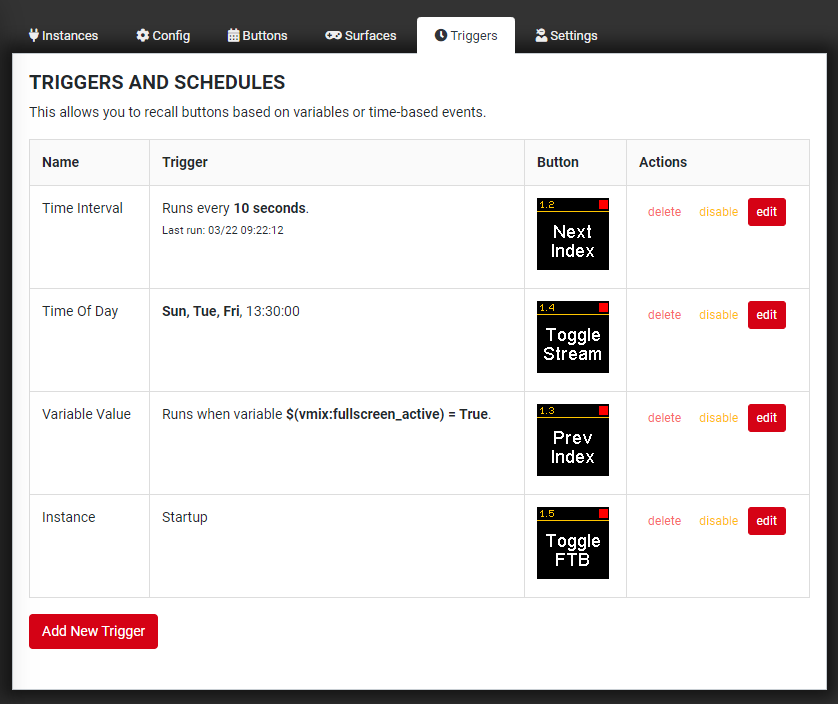 Instances Config Buttons Surfaces Triggers Settings
TRIGGERS AND SCHEDULES
This allows you to recall buttons based on variables or time-based events.
Name Trigger Button Actions
Time Interval
Runs every 10 seconds.
Last run: 03/22 09:22:12
1.2
Next
Index
delete disable edit
Time Of Day
Sun, Tue, Fri, 13:30:00
1.4
Toggle
Stream
delete disable edit
Variable Value
Runs when variable $(vmix:fullscreen_active) = True.
1.3
Prev
Index
delete disable edit
Instance
Startup
1.5
Toggle
FTB
delete disable edit
Add New Trigger